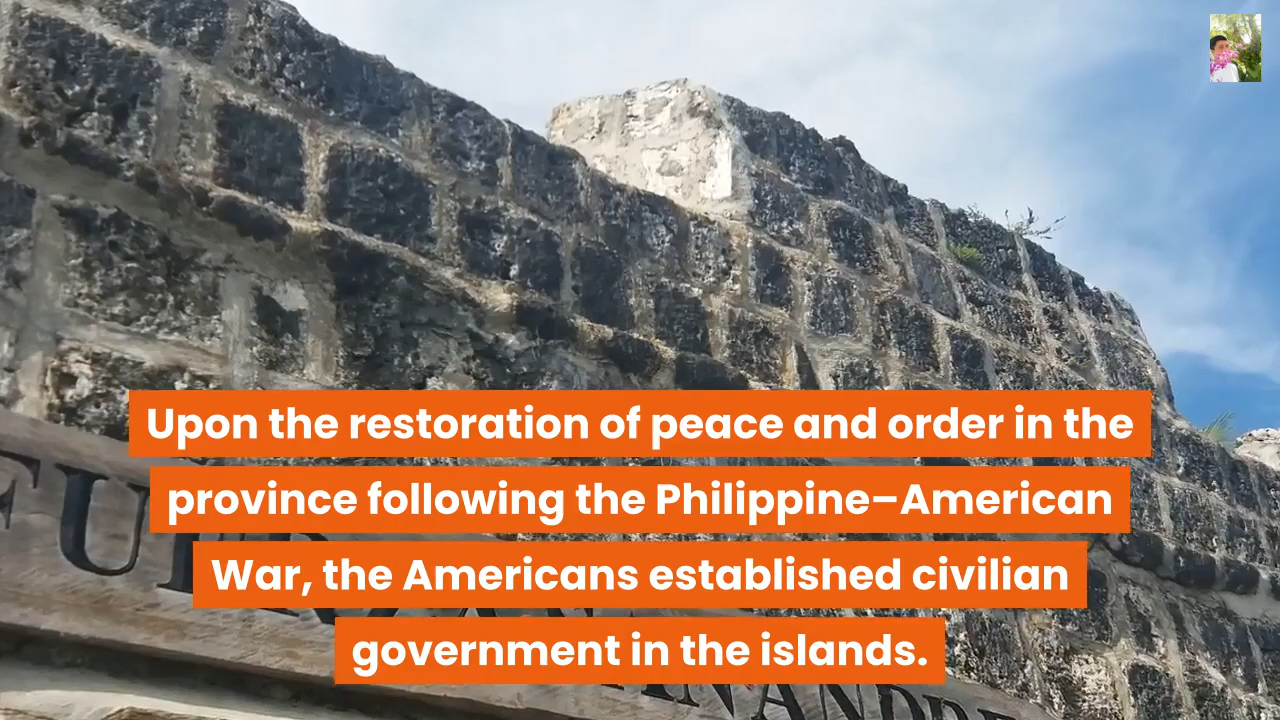 Upon the restoration of peace and order in the
province following the Philippine–American
War, the Americans established civilian
government in the islands.